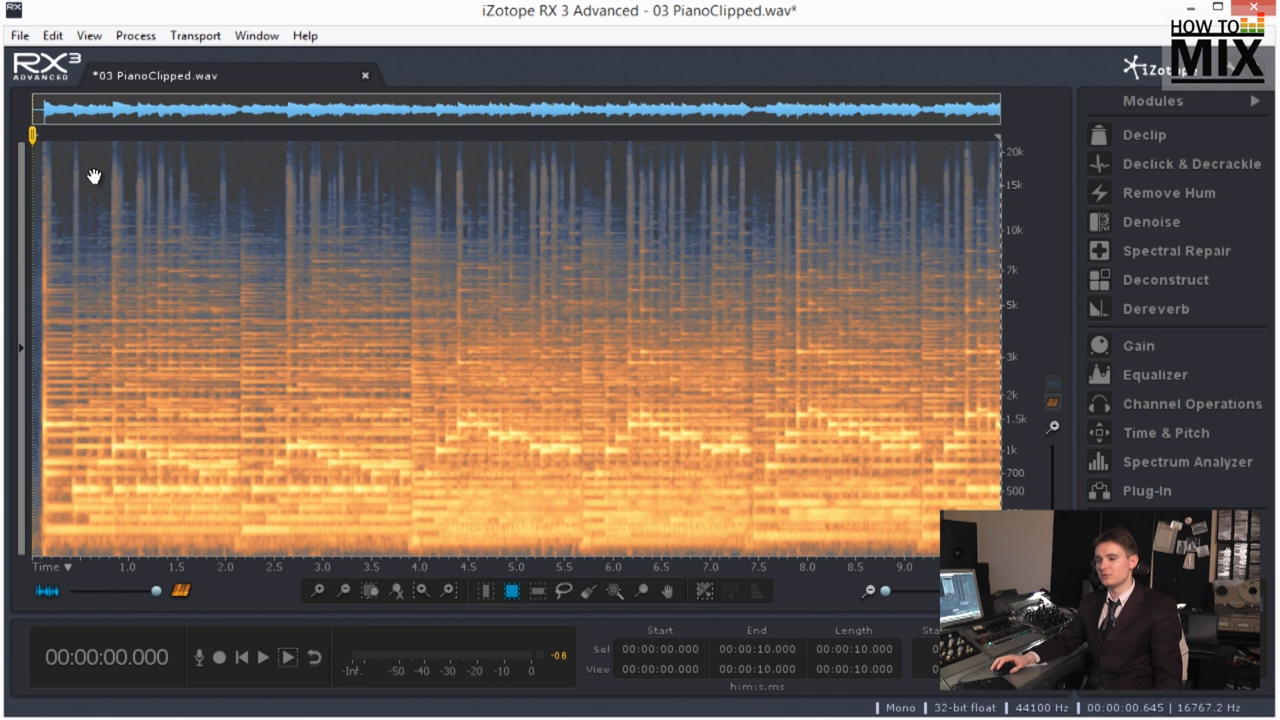 iZotope RX 3 Advanced - 03 PianoClipped.wav*
File Edit View Process Transport Window Help
HOW TO
MIX
RX3
ADVANCED
*03 PianoClipped.wav
iZotope
Modules
Declip
Declick & Decrackle
Remove Hum
Denoise
Spectral Repair
Deconstruct
Dereverb
Gain
Equalizer
Channel Operations
Time & Pitch
Spectrum Analyzer
Plug-In
20k
15k
10k
7k
5k
3k
2k
1.5k
1k
700
500
Time 1.0 1.5 2.0 2.5 3.0 3.5 4.0 4.5 5.0 5.5 6.0 6.5 7.0 7.5 8.0 8.5 9.0
00:00:00.000
-Inf. -50 -40 -30 -20 -10 0
-0.6
Start End Length
Sel 00:00:00.000 00:00:10.000 00:00:10.000
View 00:00:00.000 00:00:10.000 00:00:10.000
h:m:s.ms
Mono 32-bit float 44100 Hz 00:00:00.645 | 16767.2 Hz